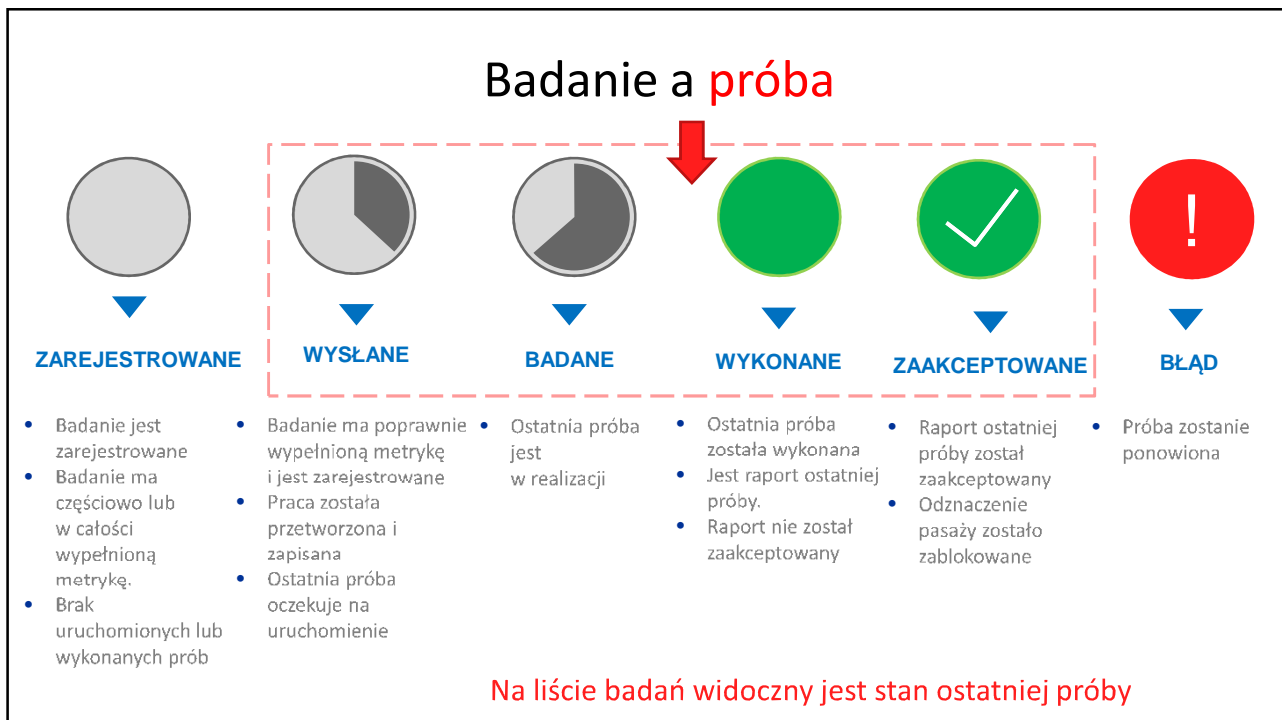 Badanie a próba
!
ZAREJESTROWANE
WYSŁANE
BADANE
WYKONANE
ZAAKCEPTOWANE
BŁĄD
• Badanie jest
zarejestrowane
• Badanie ma
częściowo lub
w całości
wypełnioną
metrykę.
• Brak
uruchomionych lub
wykonanych prób
• Badanie ma poprawnie
wypełnioną metrykę
i jest zarejestrowane
• Praca została
przetworzona i
zapisana
• Ostatnia próba
oczekuje na
uruchomienie
• Ostatnia próba
jest
w realizacji
• Ostatnia próba
została wykonana
• Jest raport ostatniej
próby.
• Raport nie został
zaakceptowany
• Raport ostatniej
próby został
zaakceptowany
• Odznaczenie
pasaży zostało
zablokowane
• Próba zostanie
ponowiona
Na liście badań widoczny jest stan ostatniej próby